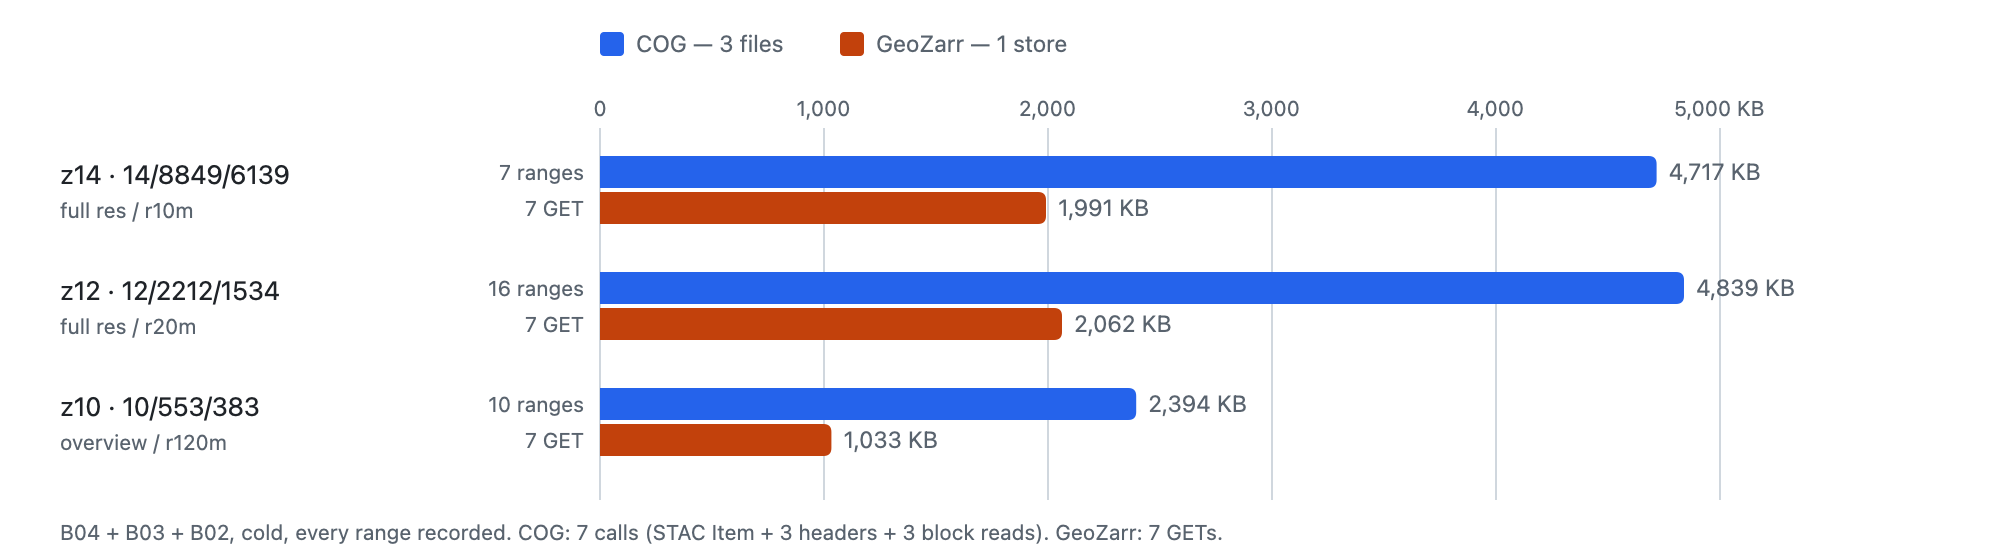 COG — 3 files GeoZarr — 1 store
0 1,000 2,000 3,000 4,000 5,000 KB
z14 · 14/8849/6139 7 ranges 4,717 KB
full res / r10m 7 GET 1,991 KB
z12 · 12/2212/1534 16 ranges 4,839 KB
full res / r20m 7 GET 2,062 KB
z10 · 10/553/383 10 ranges 2,394 KB
overview / r120m 7 GET 1,033 KB
B04 + B03 + B02, cold, every range recorded. COG: 7 calls (STAC Item + 3 headers + 3 block reads). GeoZarr: 7 GETs.